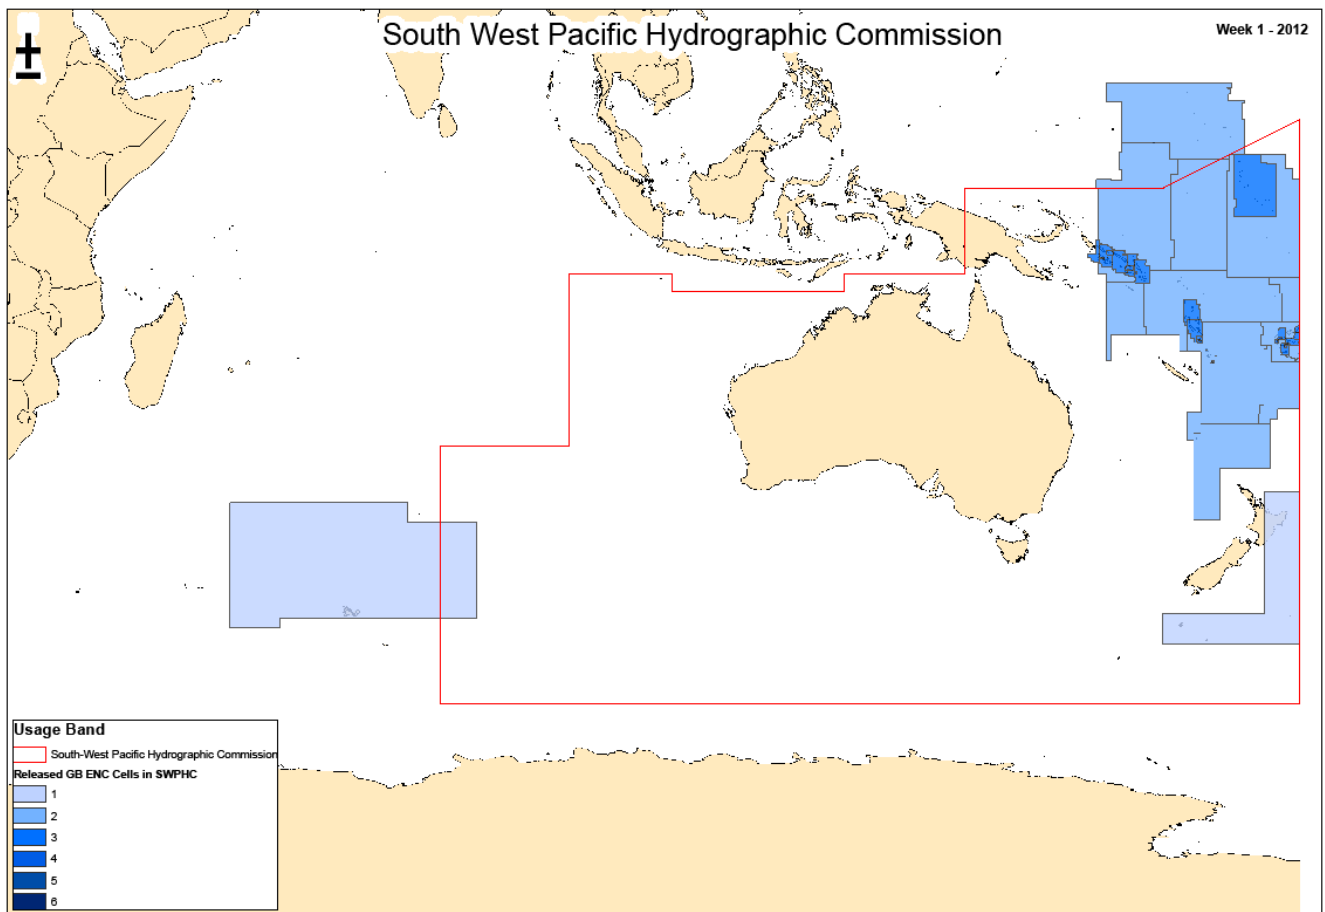 South West Pacific Hydrographic Commission
Week 1 - 2012
Usage Band
South-West Pacific Hydrographic Commission
Released GB ENC Cells in SWPHC
1
2
3
4
5
6